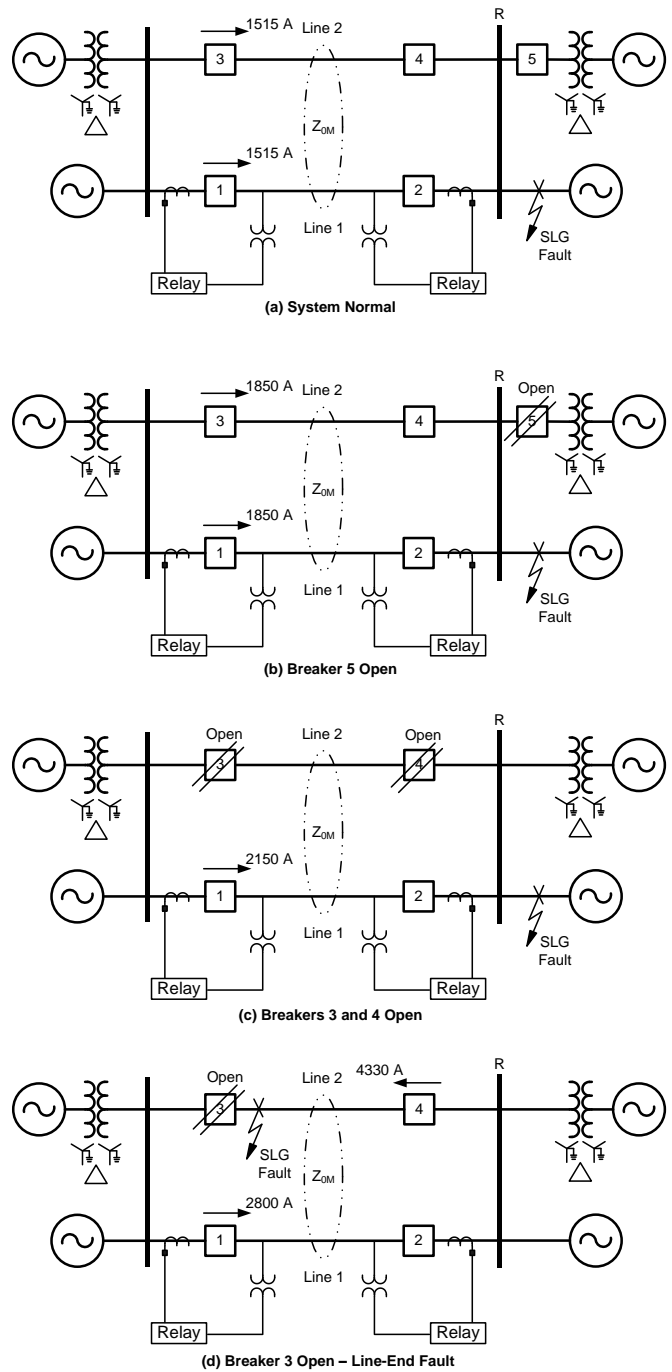 1515 A
Line 2
R
3
4
5
Z0M
1515 A
1
2
Line 1
SLG
Fault
Relay
Relay
(a) System Normal
1850 A
Line 2
R
Open
3
4
5
Z0M
1850 A
1
2
Line 1
SLG
Fault
Relay
Relay
(b) Breaker 5 Open
Open
Line 2
Open
R
3
4
Z0M
2150 A
1
2
Line 1
SLG
Fault
Relay
Relay
(c) Breakers 3 and 4 Open
Open
Line 2
4330 A
R
3
4
SLG
Fault
Z0M
2800 A
1
2
Line 1
Relay
Relay
(d) Breaker 3 Open – Line-End Fault